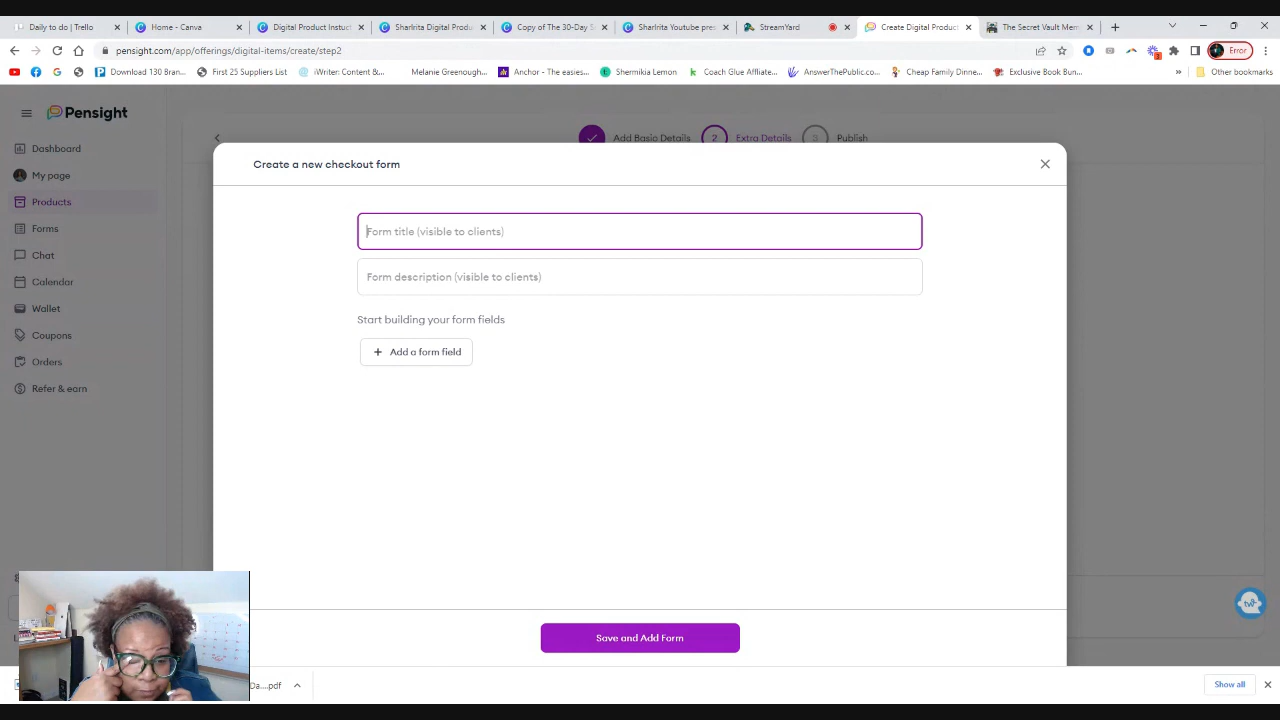 Daily to do | Trello
Home - Canva
Digital Product Instuct
Sharlrita Digital Produ
Copy of The 30-Day S
Sharlrita Youtube pres
StreamYard
Create Digital Product
The Secret Vault Mem
pensight.com/app/offerings/digital-items/create/step2
Error
Download 130 Bran...
First 25 Suppliers List
iWriter: Content &...
Melanie Greenough...
Anchor - The easies...
Shermikia Lemon
Coach Glue Affliate...
AnswerThePublic.co...
Cheap Family Dinne...
Exclusive Book Bun...
Other bookmarks
Pensight
Dashboard
My page
Products
Forms
Chat
Calendar
Wallet
Coupons
Orders
Refer & earn
Add Basic Details
2 Extra Details
3 Publish
Create a new checkout form
Form title (visible to clients)
Form description (visible to clients)
Start building your form fields
+ Add a form field
Save and Add Form
Da....pdf
Show all